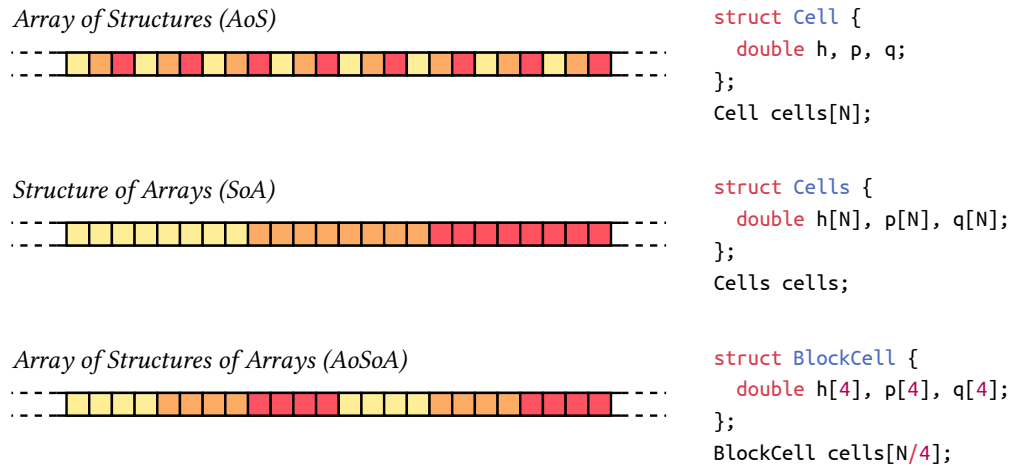 Array of Structures (AoS)
struct Cell {
  double h, p, q;
};
Cell cells[N];
Structure of Arrays (SoA)
struct Cells {
  double h[N], p[N], q[N];
};
Cells cells;
Array of Structures of Arrays (AoSoA)
struct BlockCell {
  double h[4], p[4], q[4];
};
BlockCell cells[N/4];